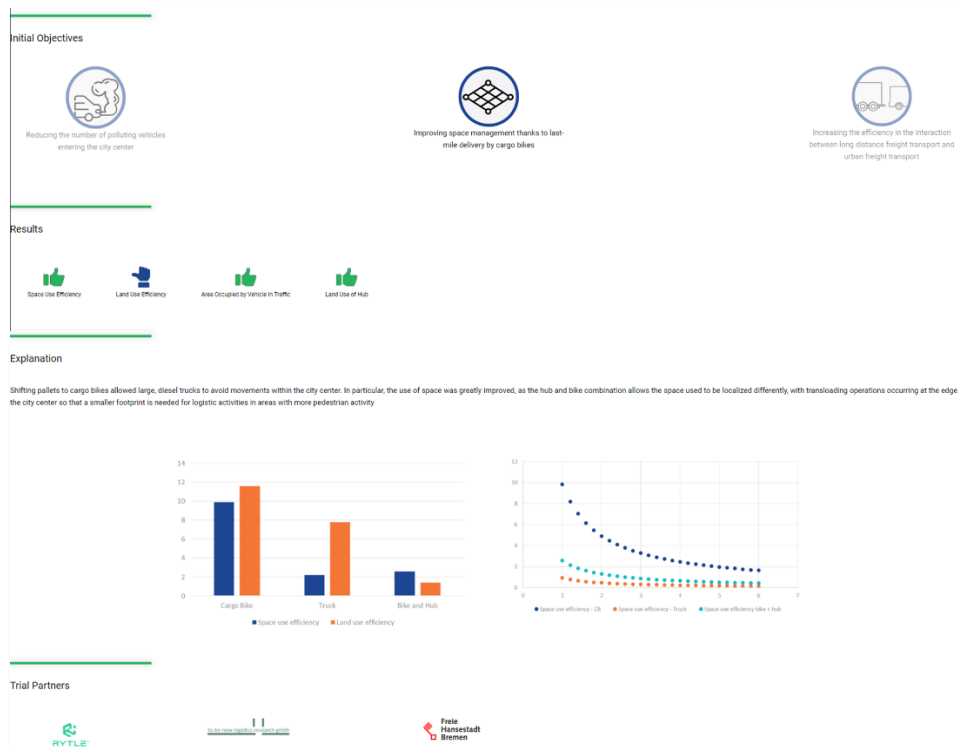 Initial Objectives
Reducing the number of polluting vehicles
entering the city center
Improving space management thanks to last-
mile delivery by cargo bikes
Increasing the efficiency in the interaction
between long distance freight transport and
urban freight transport
Results
Space Use Efficiency
Land Use Efficiency
Area Occupied by Vehicle In Traffic
Land Use of Hub
Explanation
Shifting pallets to cargo bikes allowed large, diesel trucks to avoid movements within the city center. In particular, the use of space was greatly improved, as the hub and bike combination allows the space used to be localized differently, with transloading operations occurring at the edge
the city center so that a smaller footprint is needed for logistic activities in areas with more pedestrian activity
14
12
10
8
6
4
2
0
Cargo Bike
Truck
Bike and Hub
Space use efficiency
Land use efficiency
12
10
8
6
4
2
0
0 1 2 3 4 5 6 7
Space use efficiency - CB
Space use efficiency - Truck
Space use efficiency bike + hub
Trial Partners
RYTLE
to be now logistics-research-gmbh
Freie
Hansestadt
Bremen